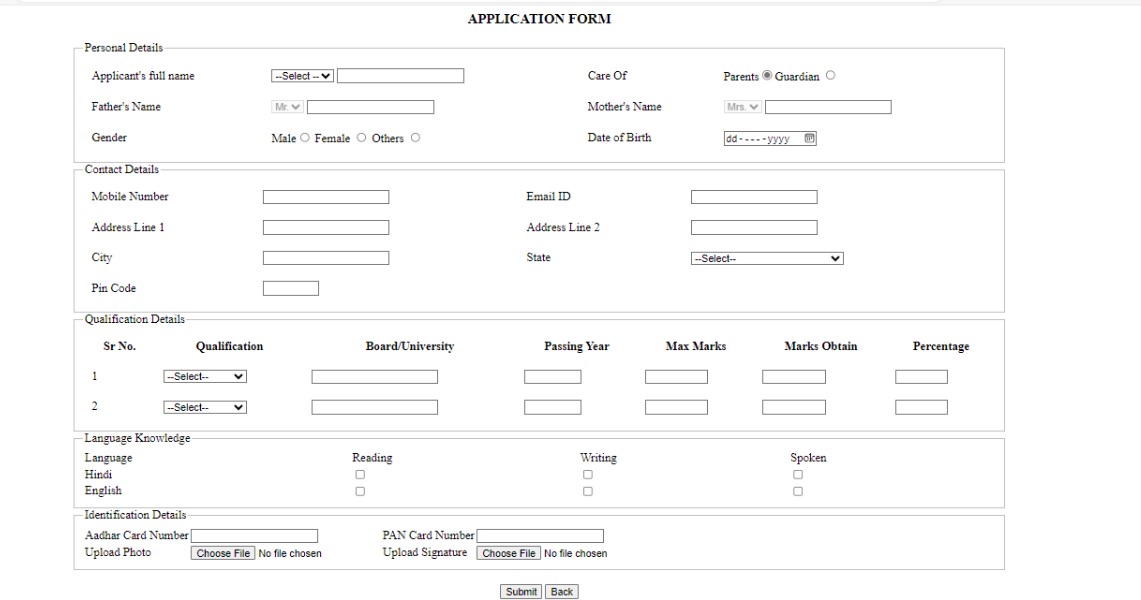 APPLICATION FORM
Personal Details
Applicant's full name --Select -- Care Of Parents Guardian
Father's Name Mr. Mother's Name Mrs.
Gender Male Female Others Date of Birth dd-----yyyy
Contact Details
Mobile Number Email ID
Address Line 1 Address Line 2
City State --Select--
Pin Code
Qualification Details
Sr No. Qualification Board/University Passing Year Max Marks Marks Obtain Percentage
1 --Select--
2 --Select--
Language Knowledge
Language Reading Writing Spoken
Hindi
English
Identification Details
Aadhar Card Number PAN Card Number
Upload Photo Choose File No file chosen Upload Signature Choose File No file chosen
Submit Back